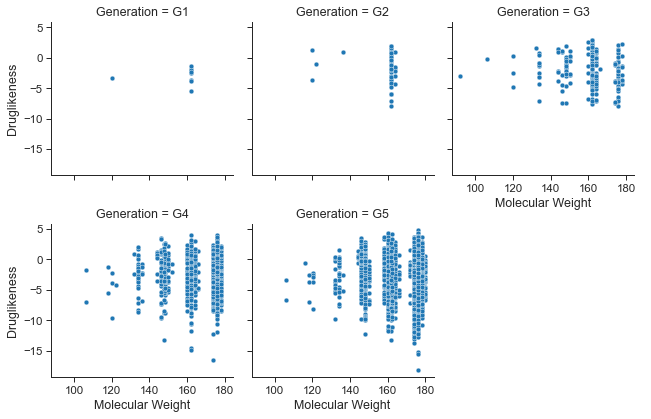 Generation = G1
Generation = G2
Generation = G3
5
0
−5
−10
−15
Druglikeness
100 120 140 160 180
Molecular Weight
Generation = G4
Generation = G5
5
0
−5
−10
−15
Druglikeness
100 120 140 160 180
100 120 140 160 180
Molecular Weight
Molecular Weight